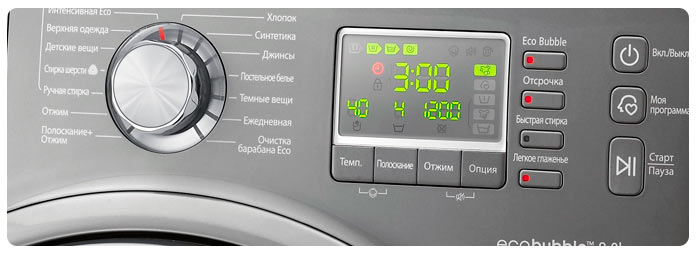 Интенсивная Eco
Верхняя одежда
Детские вещи
Стирка шерсти
Ручная стирка
Отжим
Полоскание+
Отжим
Хлопок
Синтетика
Джинсы
Постельное белье
Темные вещи
Ежедневная
Очистка
барабана Eco
3:00
40 4 1200
Темп. Полоскание Отжим Опция
Eco Bubble
Отсрочка
Быстрая стирка
Легкое глаженье
Вкл./Выкл
Моя
программа
Старт
Пауза
ecobubble™